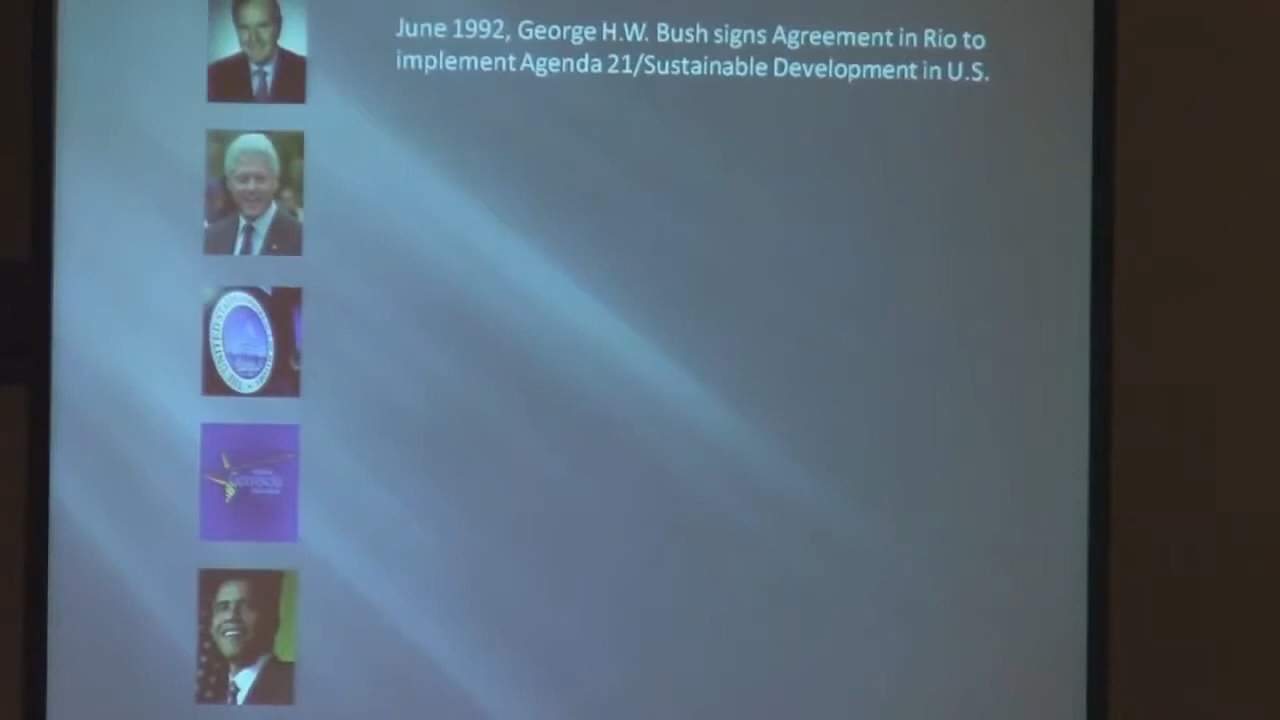 June 1992, George H.W. Bush signs Agreement in Rio to
implement Agenda 21/Sustainable Development in U.S.